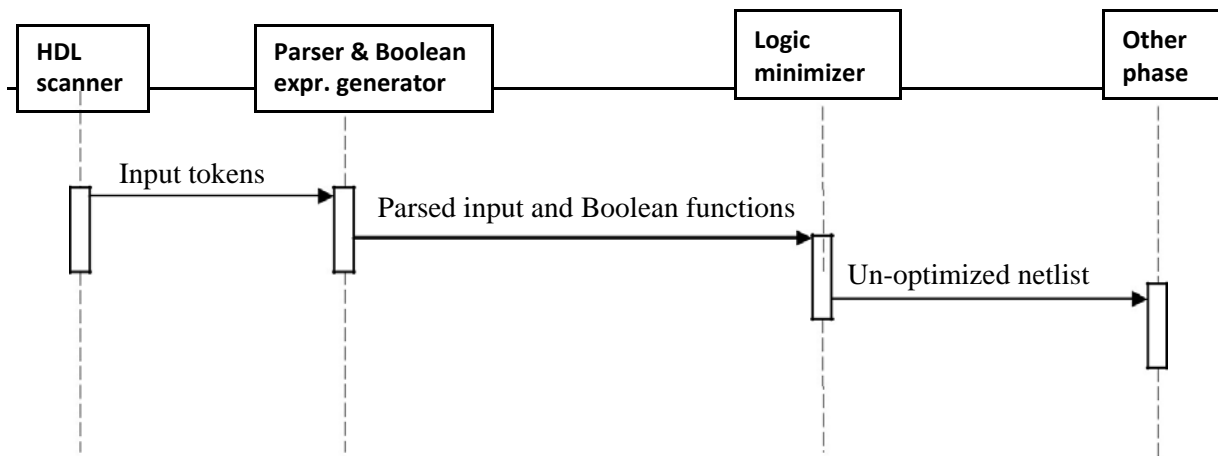 HDL
scanner
Parser & Boolean
expr. generator
Logic
minimizer
Other
phase
Input tokens
Parsed input and Boolean functions
Un-optimized netlist